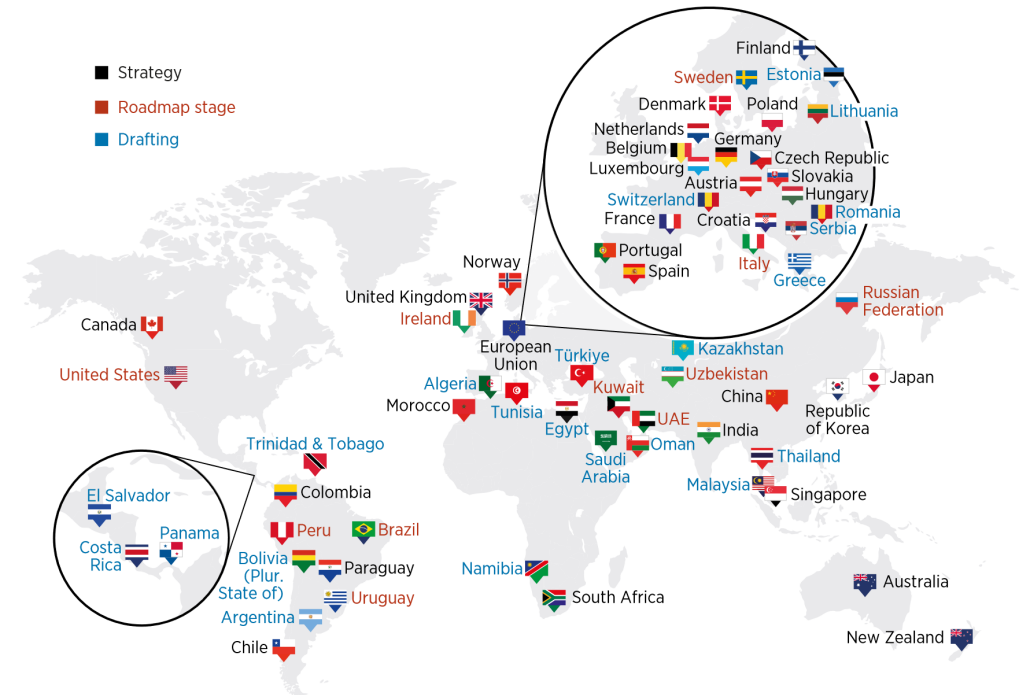 Strategy
Roadmap stage
Drafting
Finland
Sweden
Estonia
Denmark
Poland
Lithuania
Netherlands
Germany
Belgium
Czech Republic
Luxembourg
Slovakia
Austria
Hungary
Switzerland
Romania
France
Croatia
Serbia
Portugal
Italy
Spain
Greece
Norway
United Kingdom
Ireland
European
Union
Russian
Federation
Canada
United States
Türkiye
Kazakhstan
Uzbekistan
Algeria
Kuwait
Japan
China
Morocco
Tunisia
Republic
of Korea
Egypt
UAE
India
Saudi
Arabia
Oman
Thailand
Malaysia
Singapore
Trinidad & Tobago
Colombia
El Salvador
Panama
Costa
Rica
Peru
Brazil
Bolivia
(Plur.
State of)
Paraguay
Uruguay
Argentina
Chile
Namibia
South Africa
Australia
New Zealand